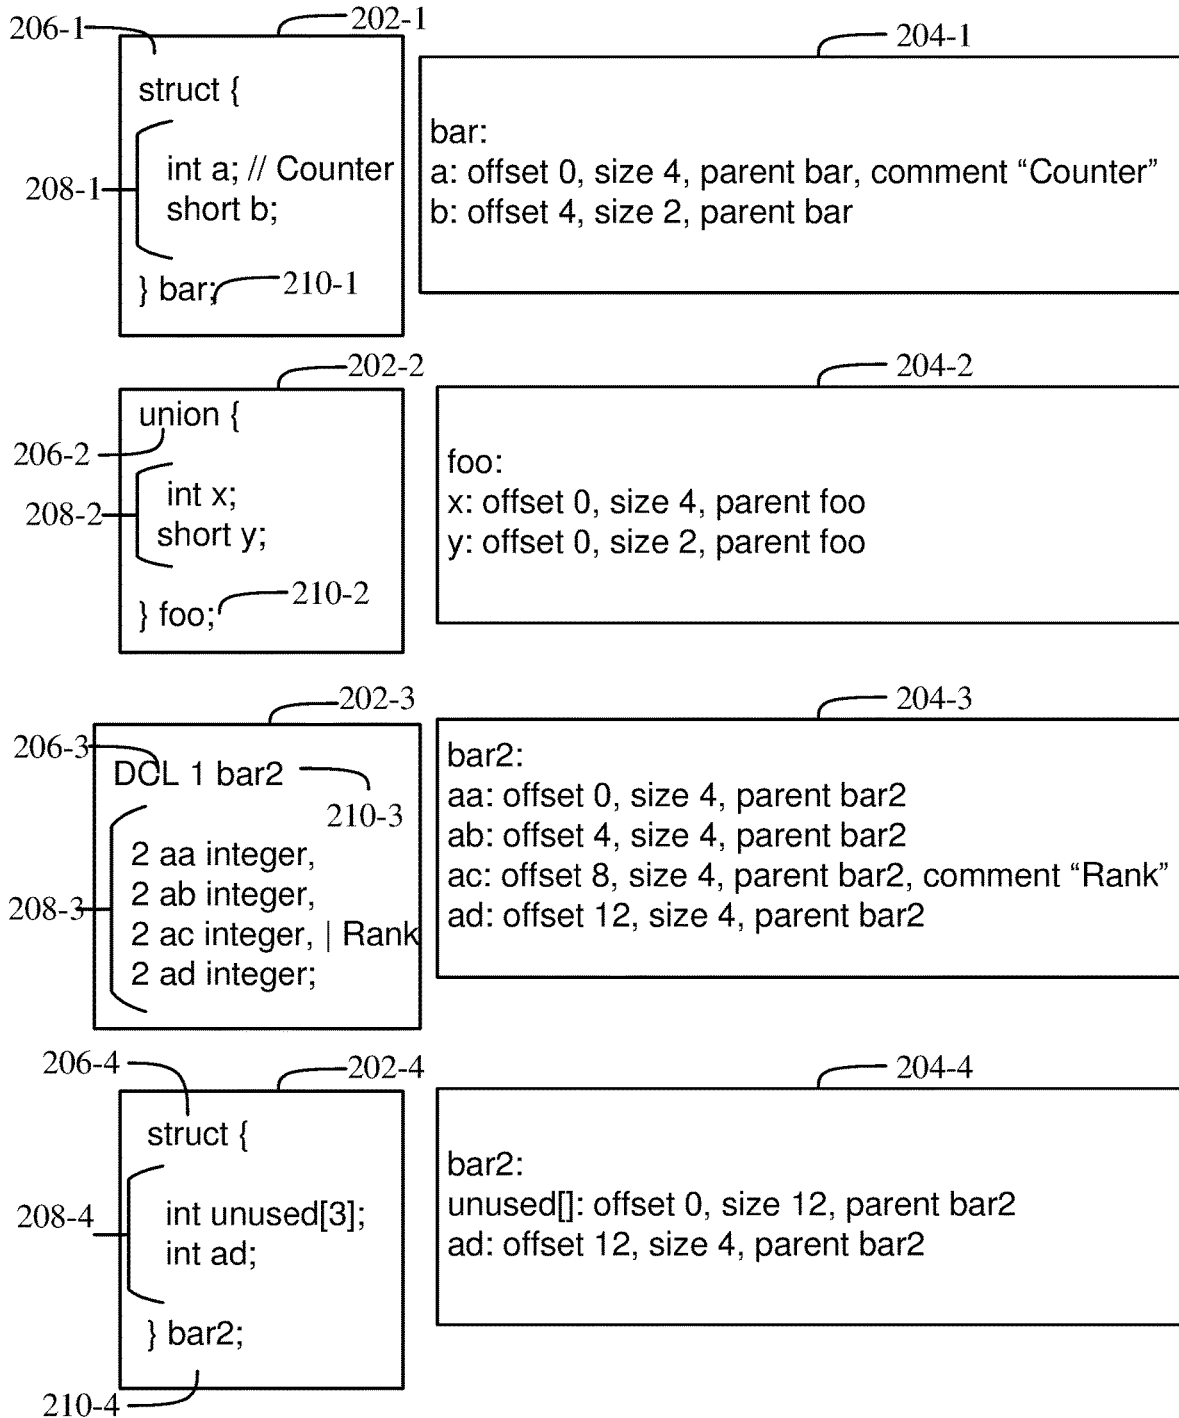 206-1
202-1
204-1
struct {
208-1
int a; // Counter
short b;
} bar;
210-1
bar:
a: offset 0, size 4, parent bar, comment “Counter”
b: offset 4, size 2, parent bar
202-2
204-2
union {
206-2
208-2
int x;
short y;
} foo;
210-2
foo:
x: offset 0, size 4, parent foo
y: offset 0, size 2, parent foo
202-3
204-3
206-3
DCL 1 bar2
210-3
208-3
2 aa integer,
2 ab integer,
2 ac integer, | Rank
2 ad integer;
bar2:
aa: offset 0, size 4, parent bar2
ab: offset 4, size 4, parent bar2
ac: offset 8, size 4, parent bar2, comment “Rank”
ad: offset 12, size 4, parent bar2
206-4
202-4
204-4
struct {
208-4
int unused[3];
int ad;
} bar2;
210-4
bar2:
unused[]: offset 0, size 12, parent bar2
ad: offset 12, size 4, parent bar2